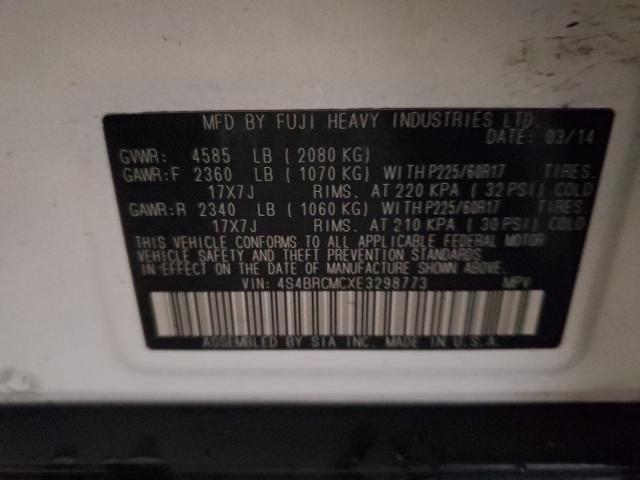 MFD BY FUJI HEAVY INDUSTRIES LTD.
DATE: 03/14
GVWR: 4585 LB ( 2080 KG)
GAWR:F 2360 LB ( 1070 KG) WITH P225/60R17 TIRES.
17X7J RIMS. AT 220 KPA ( 32 PSI) COLD
GAWR:R 2340 LB ( 1060 KG) WITH P225/60R17 TIRES.
17X7J RIMS. AT 210 KPA ( 30 PSI) COLD
THIS VEHICLE CONFORMS TO ALL APPLICABLE FEDERAL MOTOR
VEHICLE SAFETY AND THEFT PREVENTION STANDARDS
IN EFFECT ON THE DATE OF MANUFACTURE SHOWN ABOVE.
VIN: 4S4BRCMCXE3298773 MPV
ASSEMBLED BY SIA INC. MADE IN U.S.A.